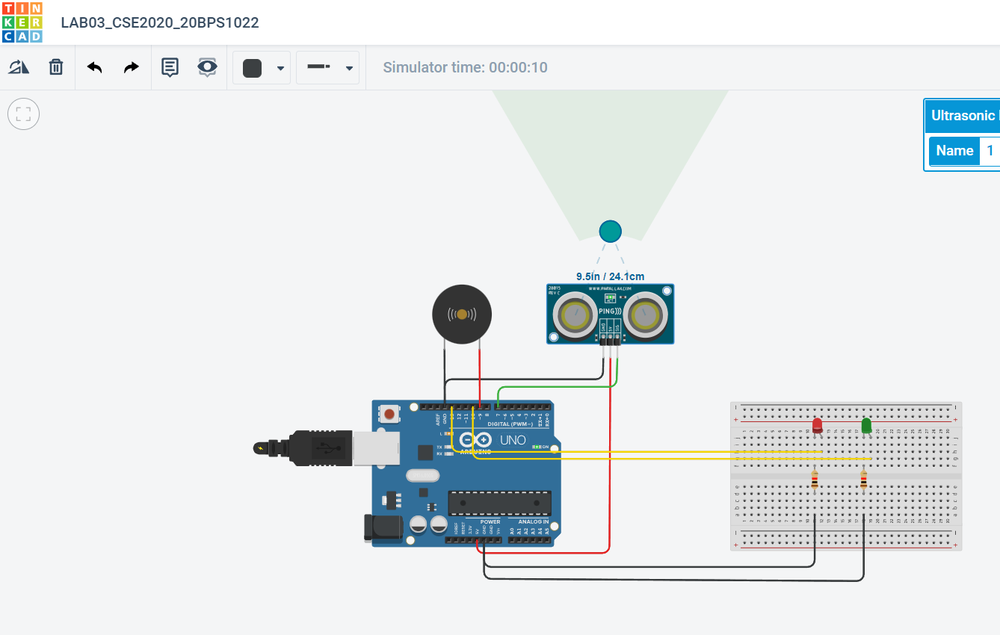 TIN
KER
CAD
LAB03_CSE2020_20BPS1022
Simulator time: 00:00:10
Ultrasonic
Name 1
9.5in / 24.1cm
28015
REV C
WWW.PARALLAX.COM
ACT
PING)))
GND
5V
SIG
AREF
GND
12
~11
~9
8
7
~6
~5
4
~3
2
TX→1
RX←0
DIGITAL (PWM~)
L
TX
RX
UNO
ARDUINO
ON
POWER
ANALOG IN
IOREF
RESET
3.3V
5V
GND
GND
Vin
A0
A1
A2
A3
A4
A5